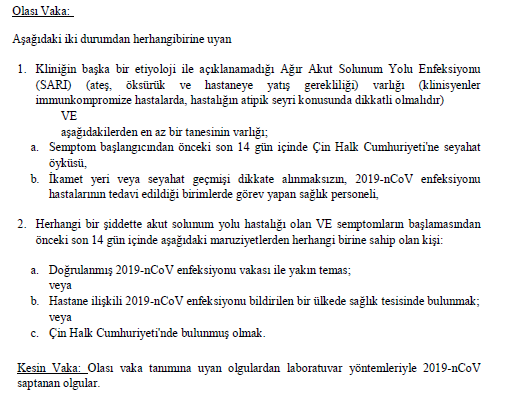 Olası Vaka:
Aşağıdaki iki durumdan herhangibirine uyan
1. Kliniğin başka bir etiyoloji ile açıklanamadığı Ağır Akut Solunum Yolu Enfeksiyonu
(SARI) (ateş, öksürük ve hastaneye yatış gerekliliği) varlığı (klinisyenler
immunkompromize hastalarda, hastalığın atipik seyri konusunda dikkatli olmalıdır)
VE
aşağıdakilerden en az bir tanesinin varlığı;
a. Semptom başlangıcından önceki son 14 gün içinde Çin Halk Cumhuriyeti'ne seyahat
öyküsü,
b. İkamet yeri veya seyahat geçmişi dikkate alınmaksızın, 2019-nCoV enfeksiyonu
hastalarının tedavi edildiği birimlerde görev yapan sağlık personeli,
2. Herhangi bir şiddette akut solunum yolu hastalığı olan VE semptomların başlamasından
önceki son 14 gün içinde aşağıdaki maruziyetlerden herhangi birine sahip olan kişi:
a. Doğrulanmış 2019-nCoV enfeksiyonu vakası ile yakın temas;
veya
b. Hastane ilişkili 2019-nCoV enfeksiyonu bildirilen bir ülkede sağlık tesisinde bulunmak;
veya
c. Çin Halk Cumhuriyeti'nde bulunmuş olmak.
Kesin Vaka: Olası vaka tanımına uyan olgulardan laboratuvar yöntemleriyle 2019-nCoV
saptanan olgular.